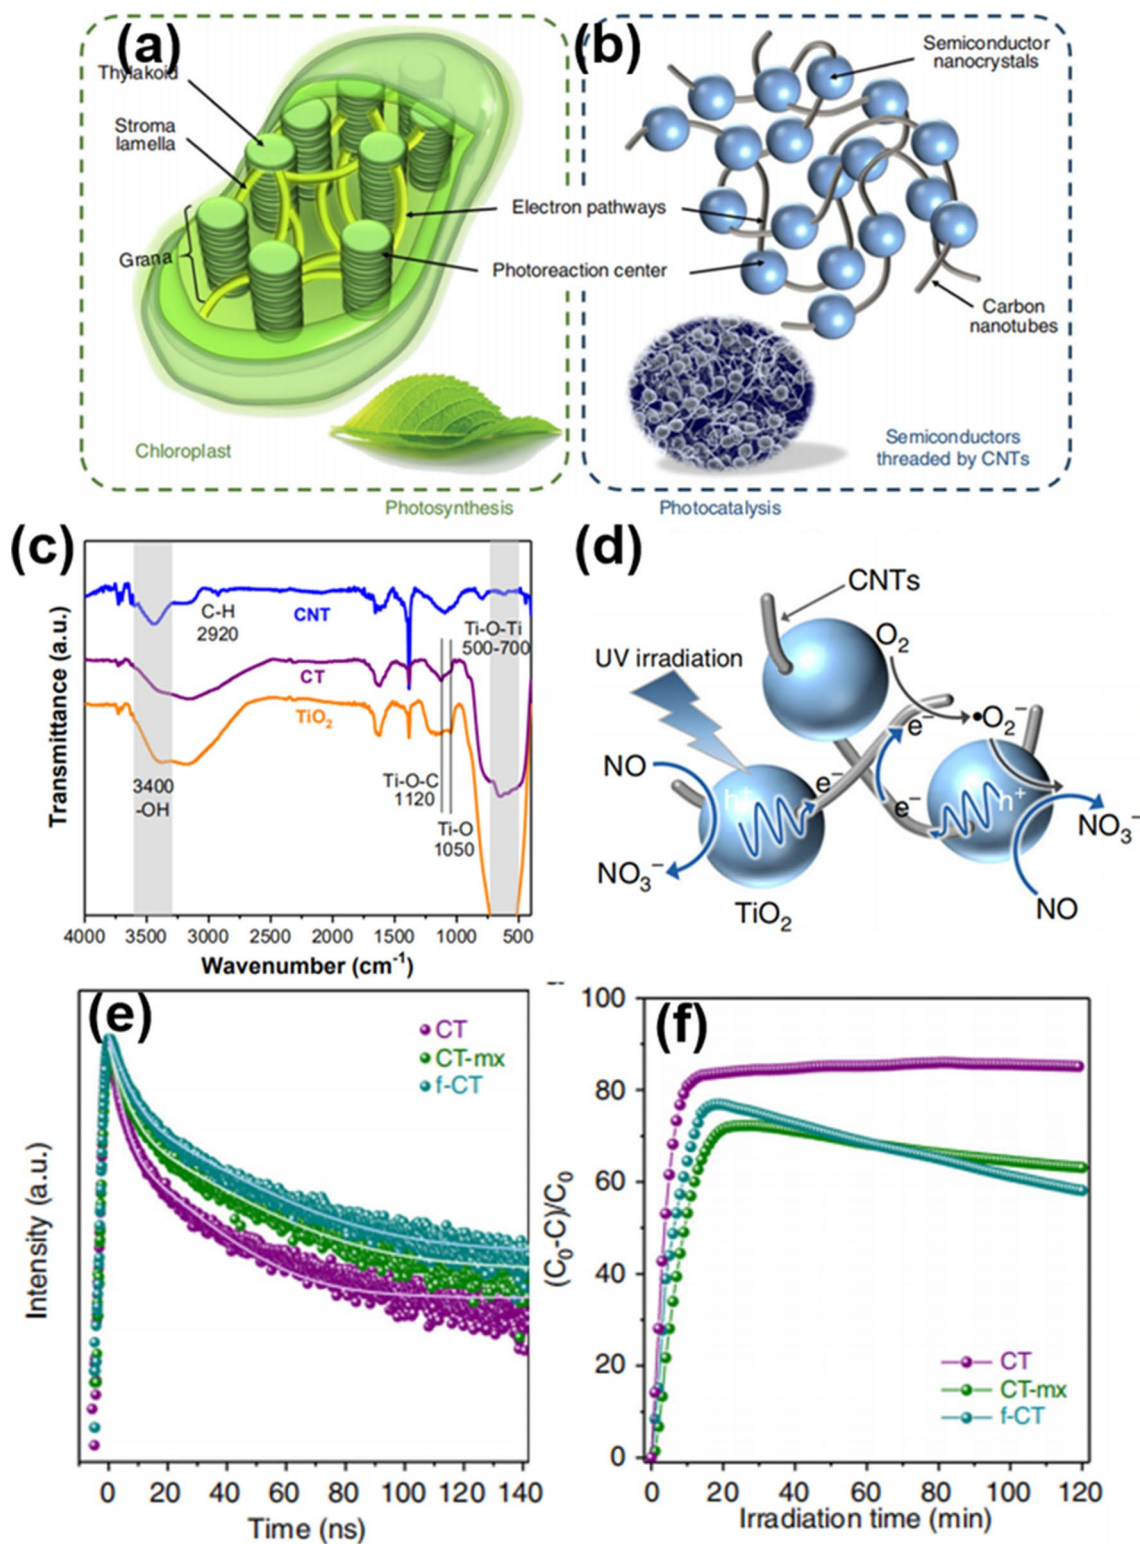 (a)
Thylakoid
Stroma
lamella
Grana
Chloroplast
Photosynthesis
Electron pathways
Photoreaction center
(b)
Semiconductor
nanocrystals
Carbon
nanotubes
Semiconductors
threaded by CNTs
Photocatalysis
(c)
Transmittance (a.u.)
C-H
2920
CNT
Ti-O-Ti
500-700
CT
TiO₂
3400
-OH
Ti-O-C
1120
Ti-O
1050
4000 3500 3000 2500 2000 1500 1000 500
Wavenumber (cm⁻¹)
(d)
CNTs
UV irradiation
O₂
•O₂⁻
e⁻
NO
h⁺
e⁻
e⁻
h⁺
NO₃⁻
NO₃⁻
TiO₂
NO
(e)
CT
CT-mx
f-CT
Intensity (a.u.)
0 20 40 60 80 100 120 140
Time (ns)
(f)
(C₀-C)/C₀
100
80
60
40
20
0
CT
CT-mx
f-CT
0 20 40 60 80 100 120
Irradiation time (min)